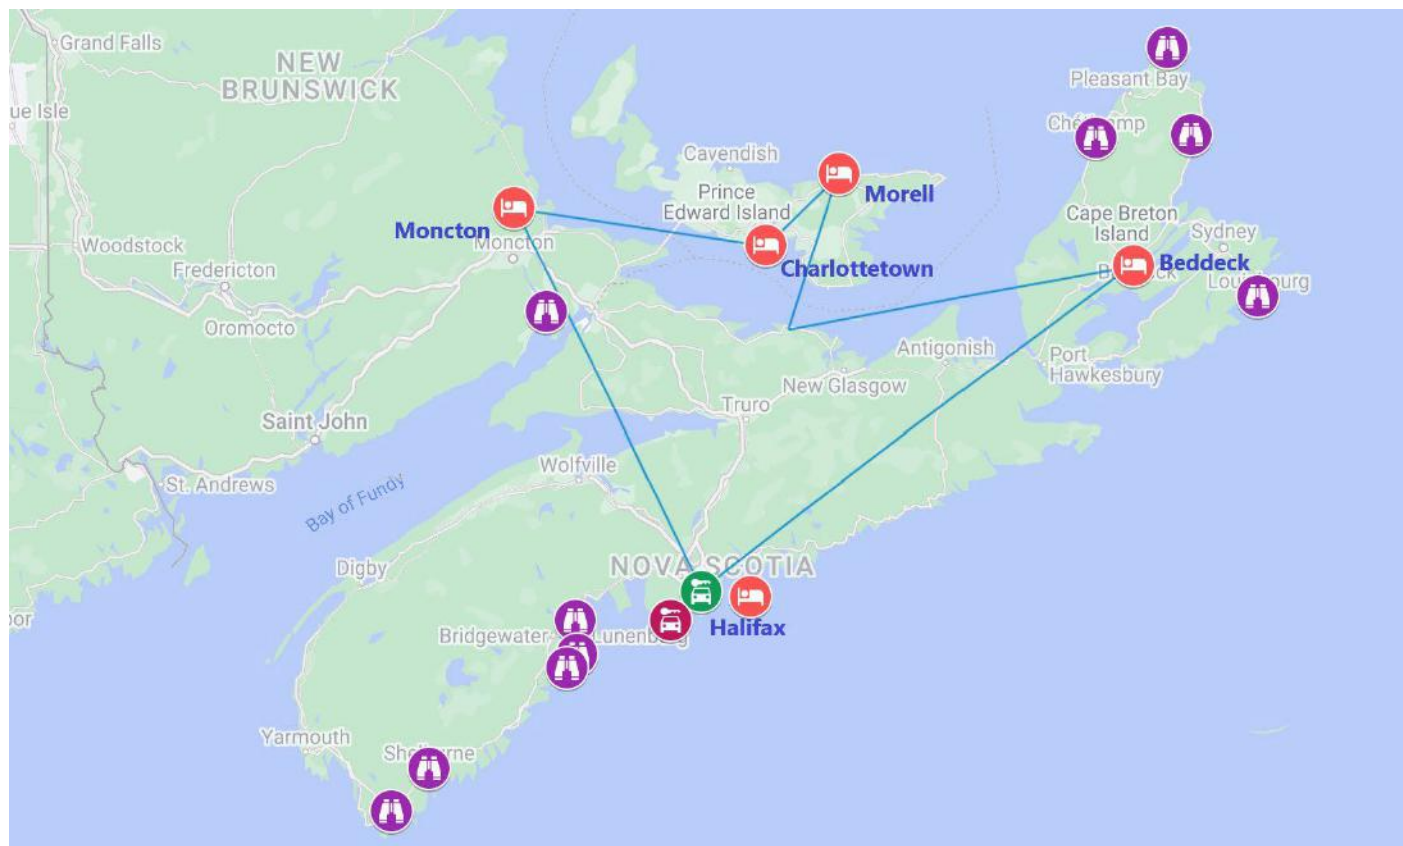 Grand Falls
NEW
BRUNSWICK
ue Isle
Pleasant Bay
Cavendish
Prince
Edward Island
Morell
Moncton
Moncton
Woodstock
Fredericton
Oromocto
Charlottetown
Cape Breton
Island
Sydney
Beddeck
Antigonish
Port
Hawkesbury
New Glasgow
Truro
Saint John
Wolfville
St. Andrews
Bay of Fundy
Digby
NOVA SCOTIA
Halifax
Bridgewater
Lunenburg
Yarmouth